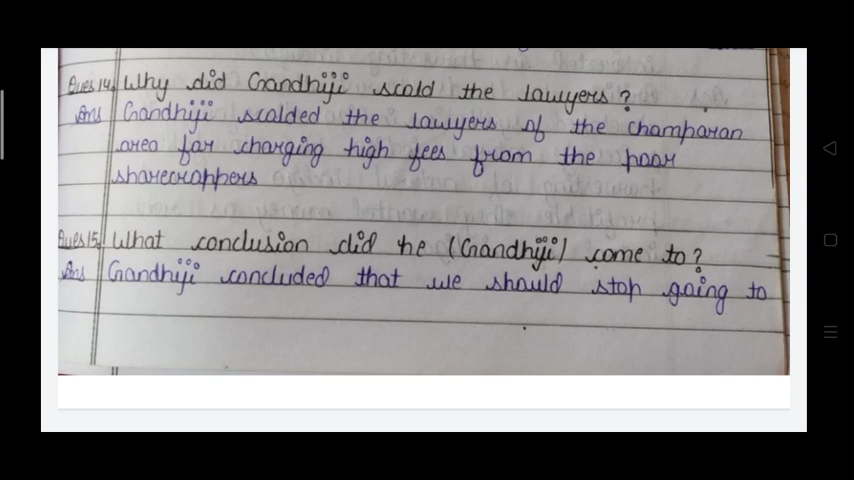 Ques 14. Why did Gandhiji scold the lawyers?
Ans Gandhiji scolded the lawyers of the champaran
area for charging high fees from the poor
sharecroppers
Ques 15. What conclusion did he (Gandhiji) come to?
Ans Gandhiji concluded that we should stop going to